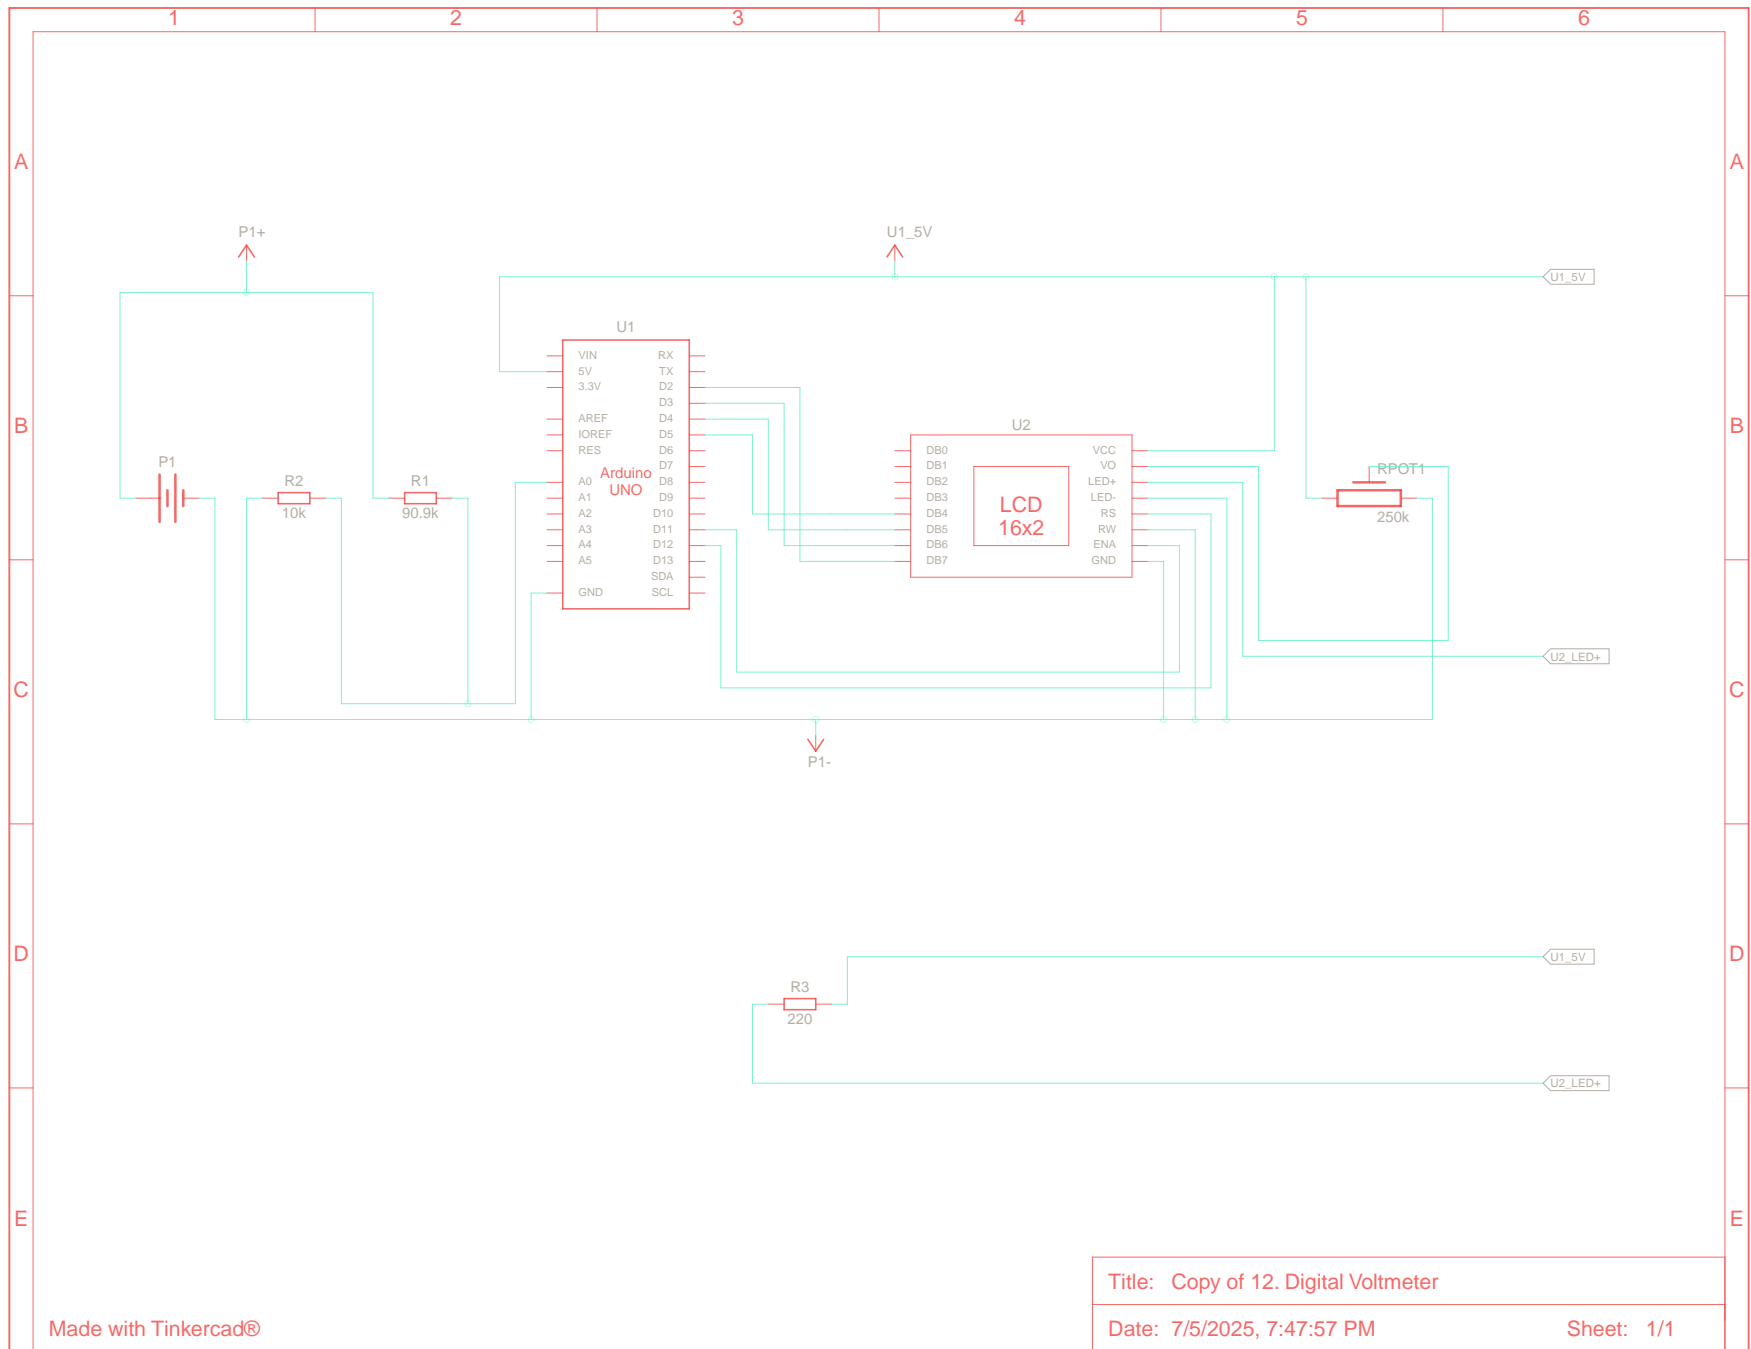 1 2 3 4 5 6
A A
P1+ U1_5V
U1_5V
U1
VIN RX
5V TX
3.3V D2
D3
AREF D4
IOREF D5
RES D6
D7
A0 D8
A1 D9
A2 D10
A3 D11
A4 D12
A5 D13
SDA
GND SCL
Arduino
UNO
B B
U2
DB0 VCC
DB1 VO
DB2 LED+
DB3 LED-
DB4 RS
DB5 RW
DB6 ENA
DB7 GND
LCD
16x2
P1 R2 R1 RPOT1
10k 90.9k 250k
U2_LED+
C C
P1-
D D
U1_5V
R3
220
U2_LED+
E E
Title: Copy of 12. Digital Voltmeter
Made with Tinkercad® Date: 7/5/2025, 7:47:57 PM Sheet: 1/1